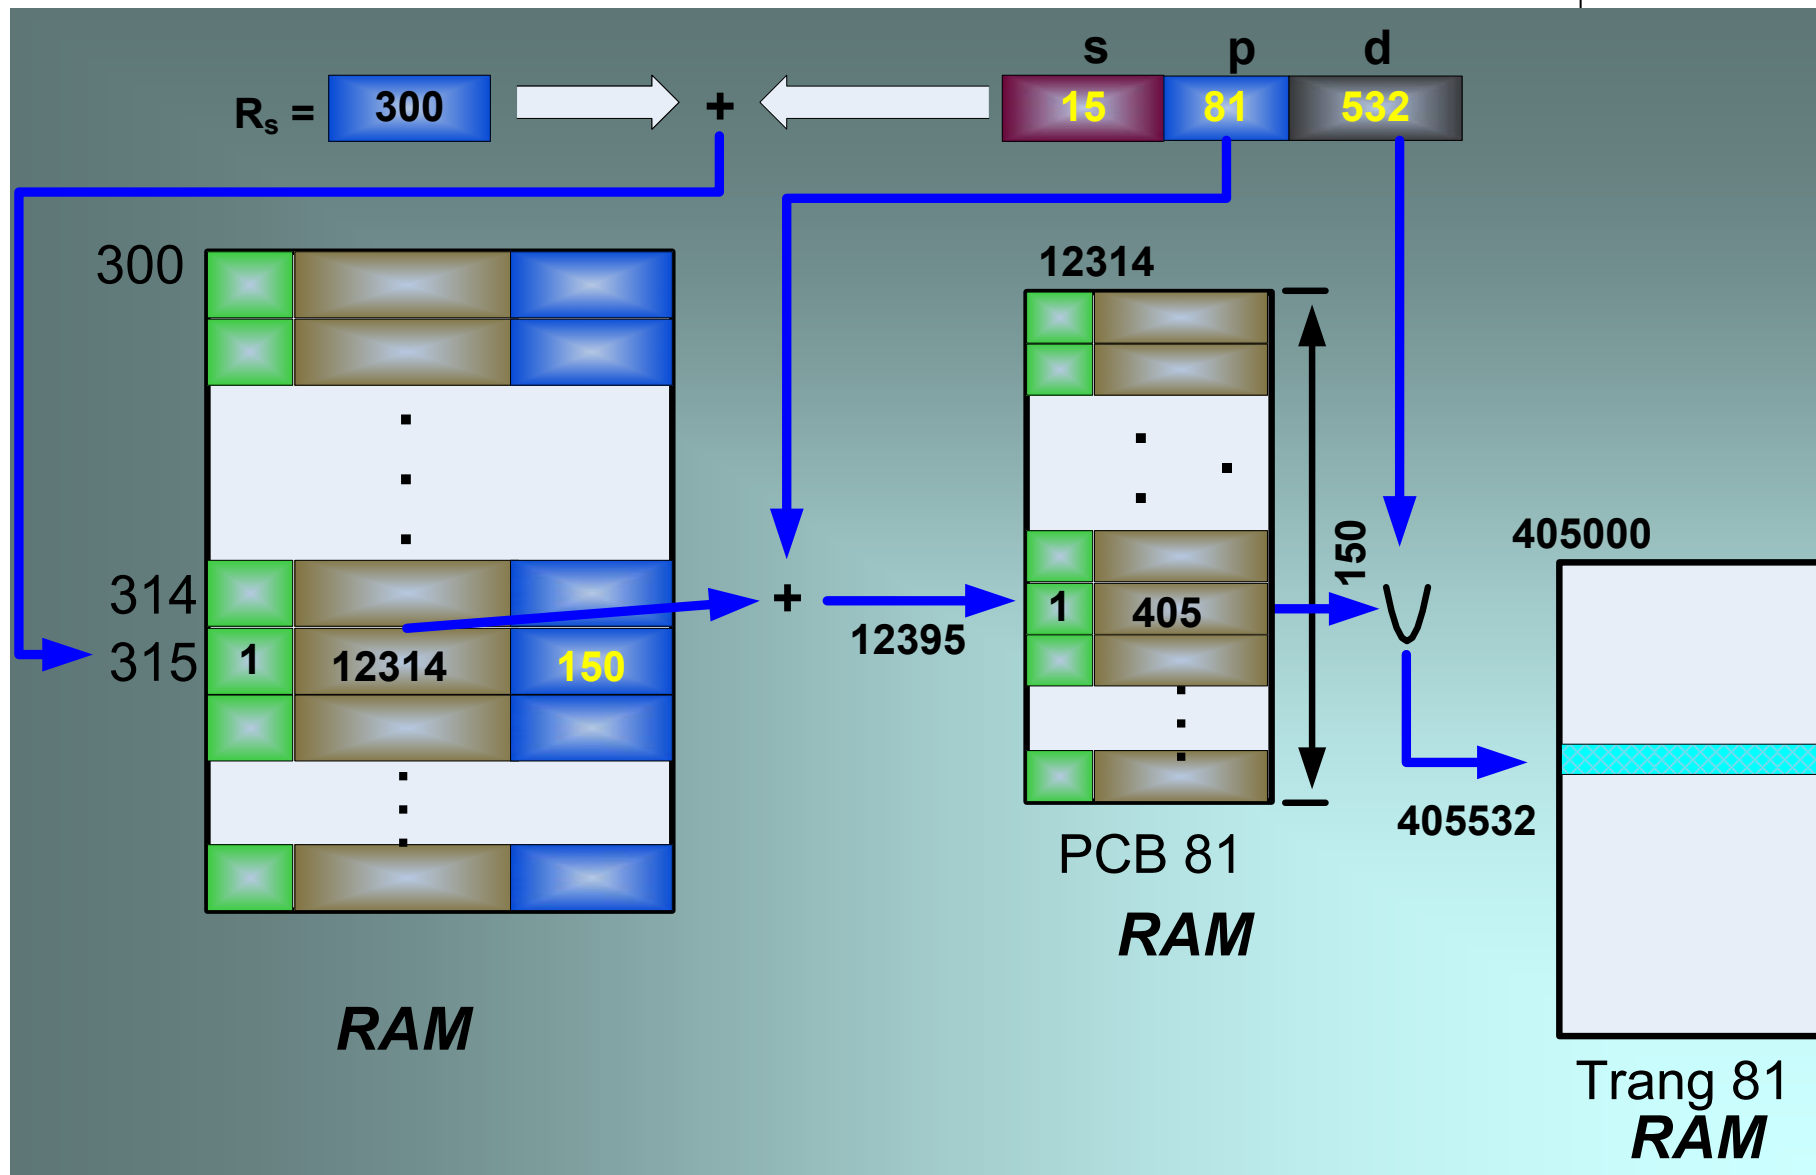 s p d
Rs = 300 + 15 81 532
300
12314
314
315 1 12314 150
+
12395
1 405
150
405000
405532
PCB 81
RAM
RAM
Trang 81
RAM